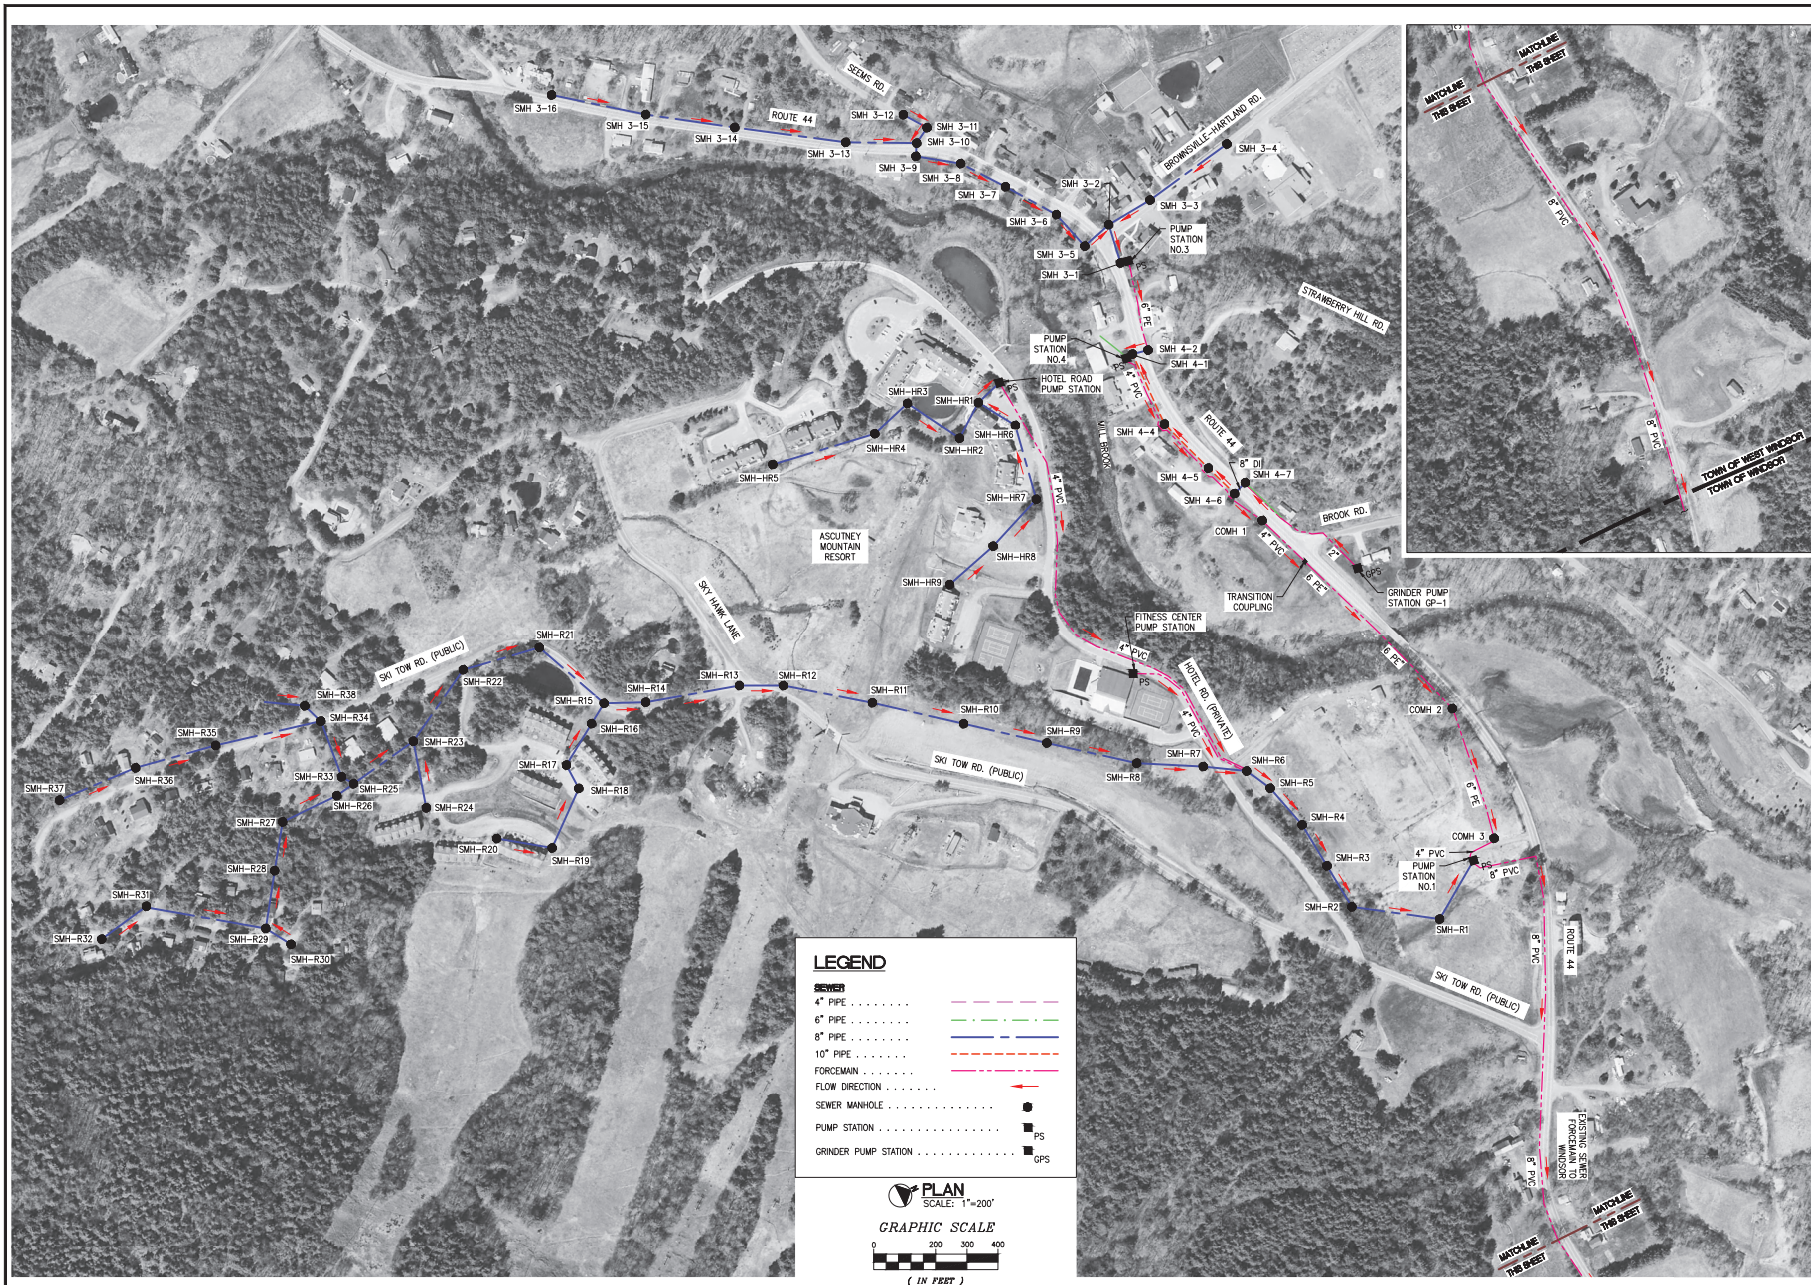 SMH 3-16
SMH 3-15
ROUTE 44
SMH 3-14
SMH 3-13
SEEMS RD.
SMH 3-12
SMH 3-11
SMH 3-10
SMH 3-9
SMH 3-8
SMH 3-7
SMH 3-6
SMH 3-5
SMH 3-2
SMH 3-1
BROWNSVILLE-HARTLAND RD.
SMH 3-4
SMH 3-3
PUMP
STATION
NO.3
PS
6" PE
STRAWBERRY HILL RD.
PUMP
STATION
NO.4
PS
SMH 4-2
SMH 4-1
4" PVC
HOTEL ROAD
PUMP STATION
PS
SMH-HR3
SMH-HR1
SMH-HR4
SMH-HR2
SMH-HR6
SMH-HR5
SMH-HR7
SMH-HR8
SMH-HR9
4" PVC
MILL BROOK
SMH 4-4
ROUTE 44
SMH 4-5
8" DI
SMH 4-7
SMH 4-6
COMH 1
BROOK RD.
4" PVC
2"
GPS
GRINDER PUMP
STATION GP-1
6 PE"
TRANSITION
COUPLING
ASCUTNEY
MOUNTAIN
RESORT
SKY HAWK LANE
FITNESS CENTER
PUMP STATION
PS
4" PVC
HOTEL RD. (PRIVATE)
4" PVC
6 PE"
COMH 2
6" PE
COMH 3
4" PVC
PUMP
STATION
NO.1
PS
8" PVC
SKI TOW RD. (PUBLIC)
SMH-R21
SMH-R22
SMH-R38
SMH-R34
SMH-R35
SMH-R36
SMH-R37
SMH-R33
SMH-R23
SMH-R25
SMH-R26
SMH-R24
SMH-R27
SMH-R28
SMH-R31
SMH-R32
SMH-R29
SMH-R30
SMH-R15
SMH-R14
SMH-R13
SMH-R12
SMH-R16
SMH-R17
SMH-R18
SMH-R20
SMH-R19
SMH-R11
SMH-R10
SMH-R9
SKI TOW RD. (PUBLIC)
SMH-R8
SMH-R7
SMH-R6
SMH-R5
SMH-R4
SMH-R3
SMH-R2
SMH-R1
8" PVC
ROUTE 44
SKI TOW RD. (PUBLIC)
8" PVC
EXISTING SEWER
FORCEMAIN TO
WINDSOR
MATCHLINE
THIS SHEET
MATCHLINE
THIS SHEET
MATCHLINE
THIS SHEET
MATCHLINE
THIS SHEET
8" PVC
8" PVC
TOWN OF WEST WINDSOR
TOWN OF WINDSOR
LEGEND
SEWER
4" PIPE . . . . . . . .
6" PIPE . . . . . . . .
8" PIPE . . . . . . . .
10" PIPE . . . . . . .
FORCEMAIN . . . . . . .
FLOW DIRECTION . . . . . . .
SEWER MANHOLE . . . . . . . . . . . . . .
PUMP STATION . . . . . . . . . . . . . . . . PS
GRINDER PUMP STATION . . . . . . . . . . . . . GPS
PLAN
SCALE: 1"=200'
GRAPHIC SCALE
0 200 300 400
( IN FEET )